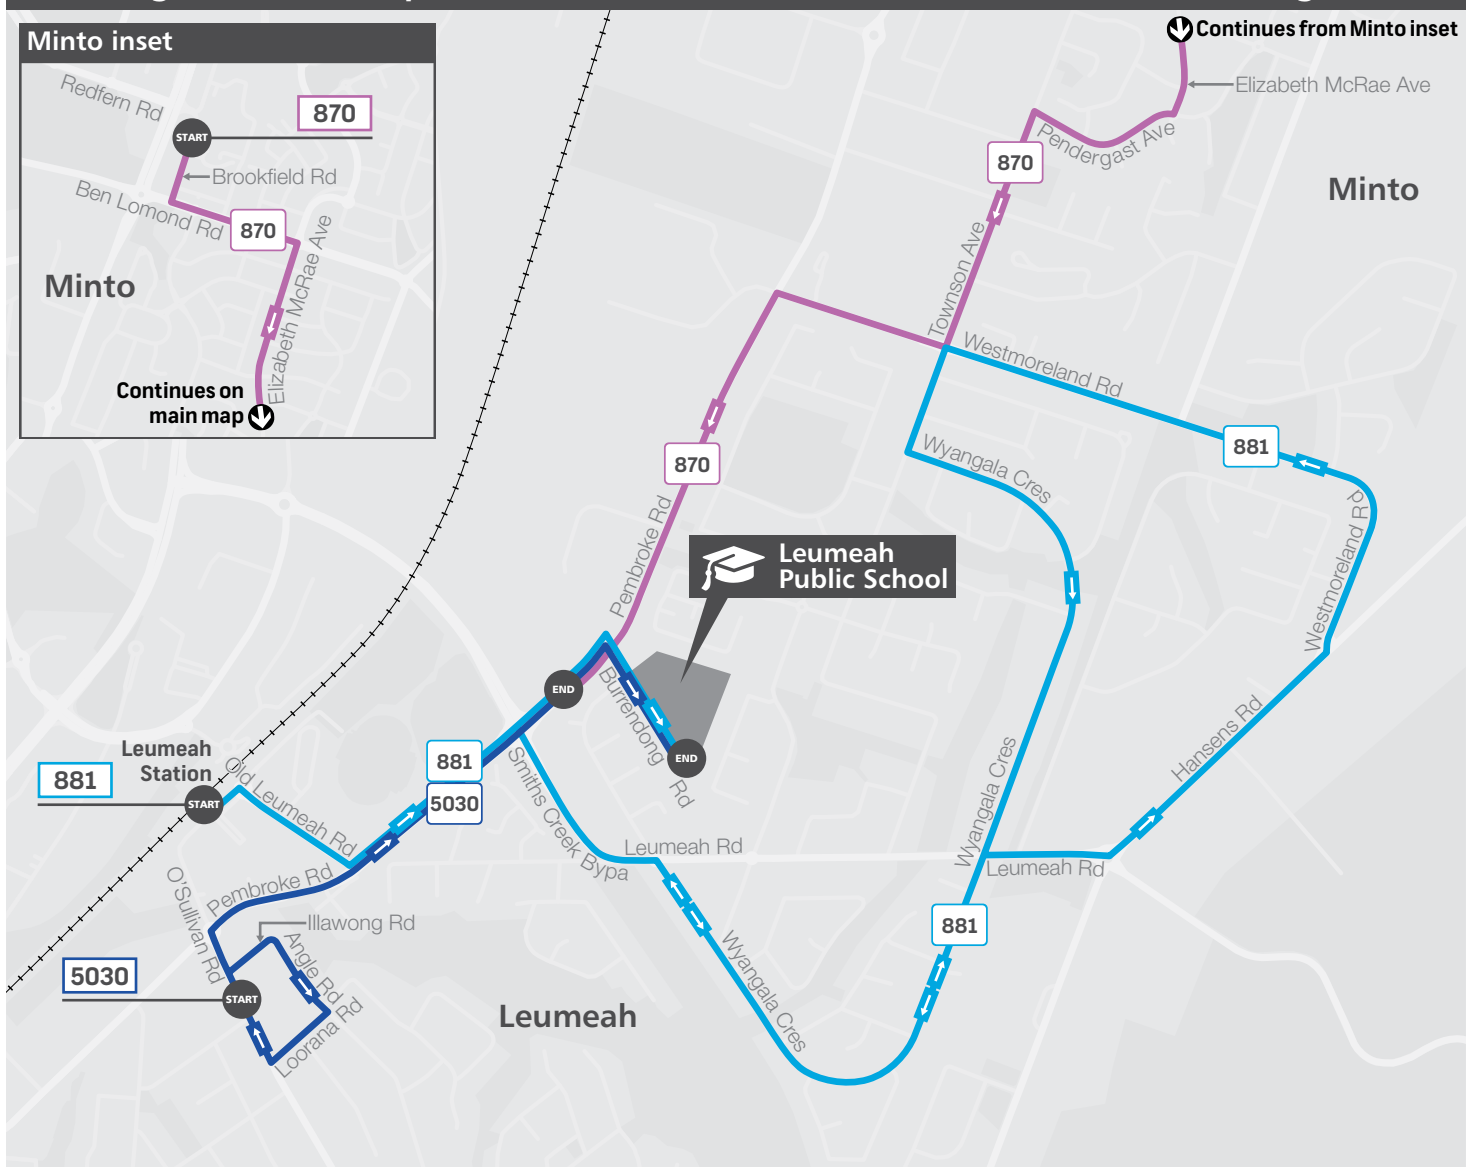 Minto inset
Redfern Rd
870
START
Brookfield Rd
Ben Lomond Rd
870
Elizabeth McRae Ave
Minto
Continues on
main map
Continues from Minto inset
Elizabeth McRae Ave
Pendergast Ave
870
Minto
Townson Ave
Westmoreland Rd
881
Wyangala Cres
870
Pembroke Rd
Westmoreland Rd
Leumeah
Public School
END
Burrendong
Rd
END
Hansens Rd
Leumeah
Station
881
START
Old Leumeah Rd
881
5030
Smiths Creek Bypa
Leumeah Rd
Wyangala Cres
Leumeah Rd
Pembroke Rd
O'Sullivan Rd
Illawong Rd
Angle Rd
881
Wyangala Cres
5030
START
Loorana Rd
Leumeah